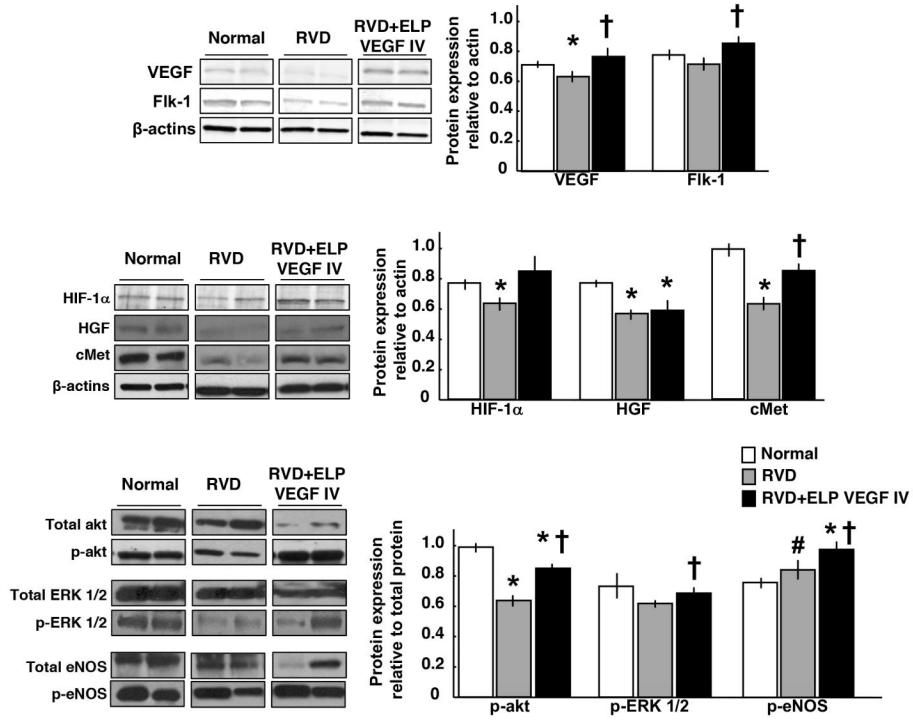 Normal RVD RVD+ELP
VEGF IV
VEGF
Flk-1
β-actins
Protein expression
relative to actin
1.0
0.8
0.6
0.4
0.2
0
* † †
VEGF Flk-1
Normal RVD RVD+ELP
VEGF IV
HIF-1α
HGF
cMet
β-actins
Protein expression
relative to actin
1.0
0.8
0.6
0.4
0.2
0
* * * * †
HIF-1α HGF cMet
Normal
RVD
RVD+ELP VEGF IV
Normal RVD RVD+ELP
VEGF IV
Total akt
p-akt
Total ERK 1/2
p-ERK 1/2
Total eNOS
p-eNOS
Protein expression
relative to total protein
1.0
0.8
0.6
0.4
0.2
0
* *† † # *†
p-akt p-ERK 1/2 p-eNOS